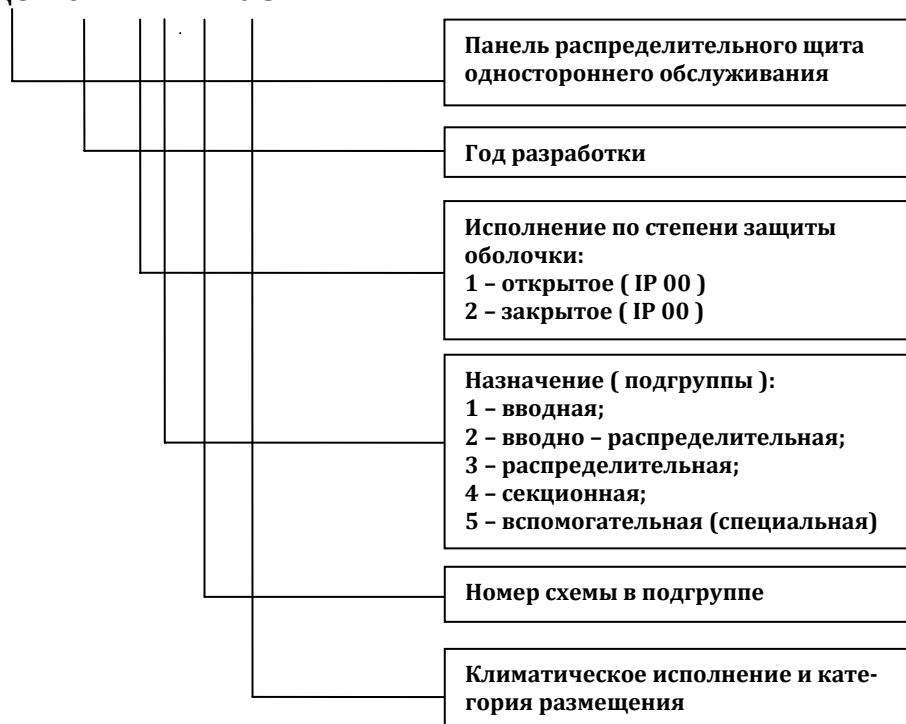 Панель распределительного щита
одностороннего обслуживания
Год разработки
Исполнение по степени защиты
оболочки:
1 – открытое ( IP 00 )
2 – закрытое ( IP 00 )
Назначение ( подгруппы ):
1 – вводная;
2 – вводно – распределительная;
3 – распределительная;
4 – секционная;
5 – вспомогательная (специальная)
Номер схемы в подгруппе
Климатическое исполнение и кате-
гория размещения